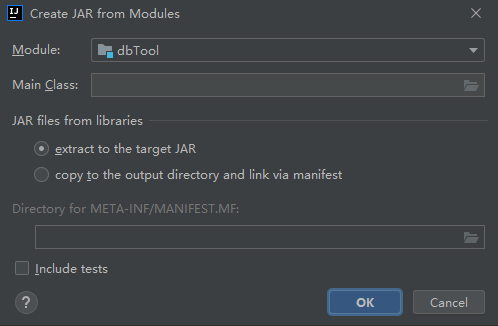 Create JAR from Modules
Module: dbTool
Main Class:
JAR files from libraries
extract to the target JAR
copy to the output directory and link via manifest
Directory for META-INF/MANIFEST.MF:
Include tests
? OK Cancel